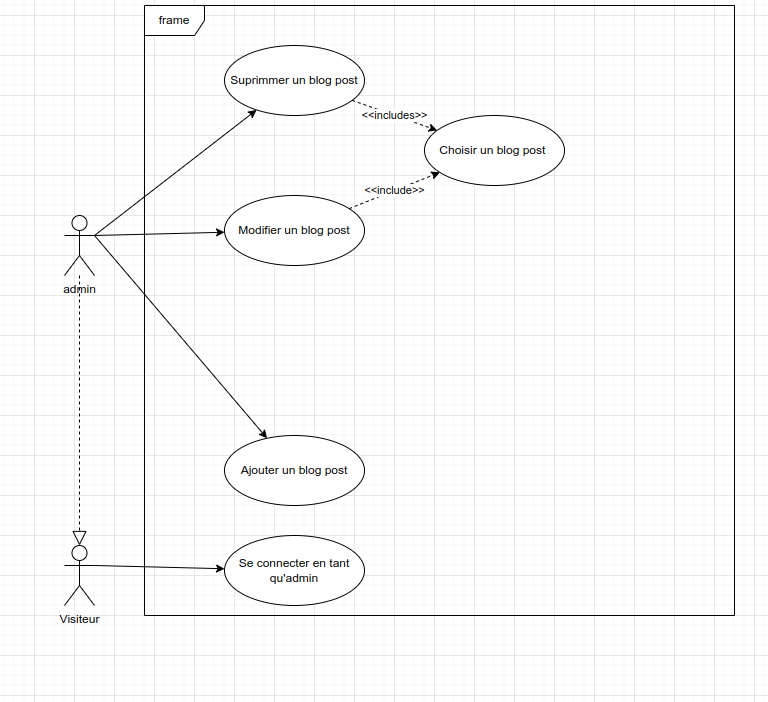 frame
Suprimmer un blog post
<<includes>>
Choisir un blog post
<<include>>
Modifier un blog post
admin
Ajouter un blog post
Se connecter en tant
qu'admin
Visiteur